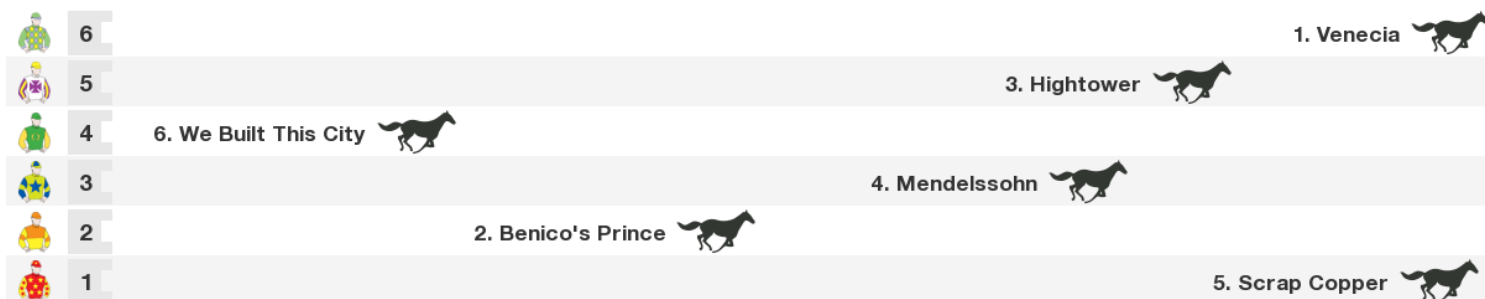 6 1. Venecia
5 3. Hightower
4 6. We Built This City
3 4. Mendelssohn
2 2. Benico's Prince
1 5. Scrap Copper